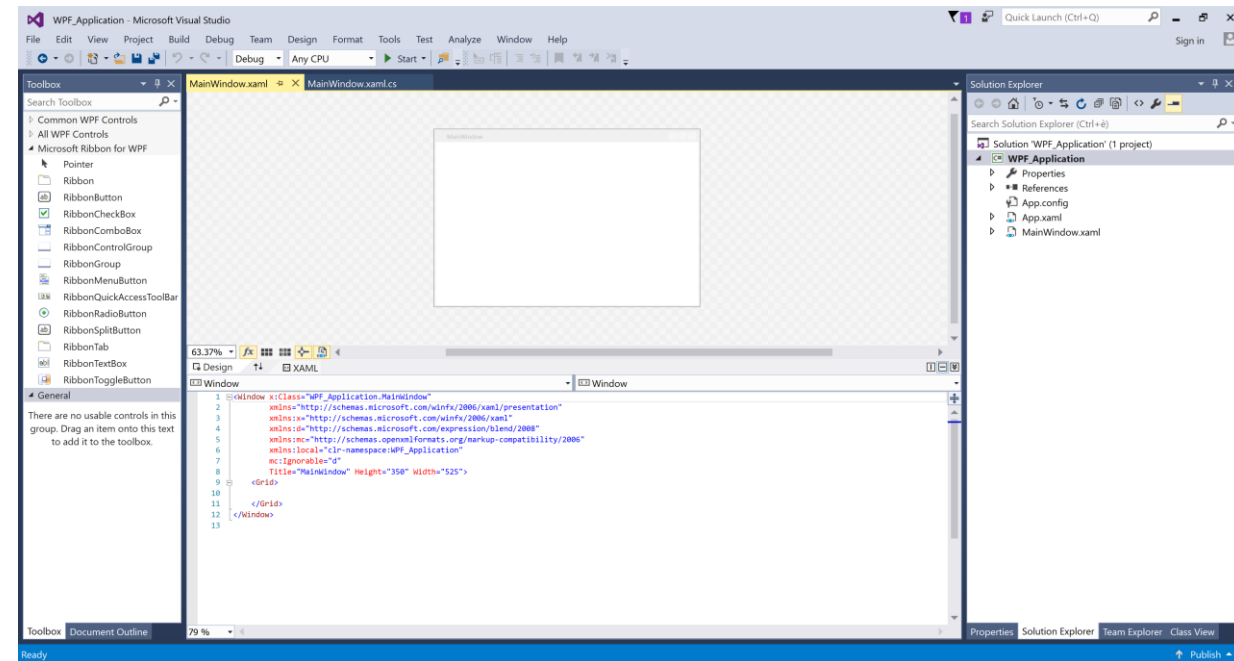 WPF_Application - Microsoft Visual Studio
1
Quick Launch (Ctrl+Q)
File Edit View Project Build Debug Team Design Format Tools Test Analyze Window Help
Sign in
Debug Any CPU Start
Toolbox
Search Toolbox
Common WPF Controls
All WPF Controls
Microsoft Ribbon for WPF
Pointer
Ribbon
RibbonButton
RibbonCheckBox
RibbonComboBox
RibbonControlGroup
RibbonGroup
RibbonMenuButton
RibbonQuickAccessToolBar
RibbonRadioButton
RibbonSplitButton
RibbonTab
RibbonTextBox
RibbonToggleButton
General
There are no usable controls in this
group. Drag an item onto this text
to add it to the toolbox.
Toolbox Document Outline
MainWindow.xaml MainWindow.xaml.cs
MainWindow
63.37% fx
Design XAML
Window Window
1 <Window x:Class="WPF_Application.MainWindow"
2 xmlns="http://schemas.microsoft.com/winfx/2006/xaml/presentation"
3 xmlns:x="http://schemas.microsoft.com/winfx/2006/xaml"
4 xmlns:d="http://schemas.microsoft.com/expression/blend/2008"
5 xmlns:mc="http://schemas.openxmlformats.org/markup-compatibility/2006"
6 xmlns:local="clr-namespace:WPF_Application"
7 mc:Ignorable="d"
8 Title="MainWindow" Height="350" Width="525">
9 <Grid>
10
11 </Grid>
12 </Window>
13
79 %
Solution Explorer
Search Solution Explorer (Ctrl+è)
Solution 'WPF_Application' (1 project)
WPF_Application
Properties
References
App.config
App.xaml
MainWindow.xaml
Properties Solution Explorer Team Explorer Class View
Ready
Publish